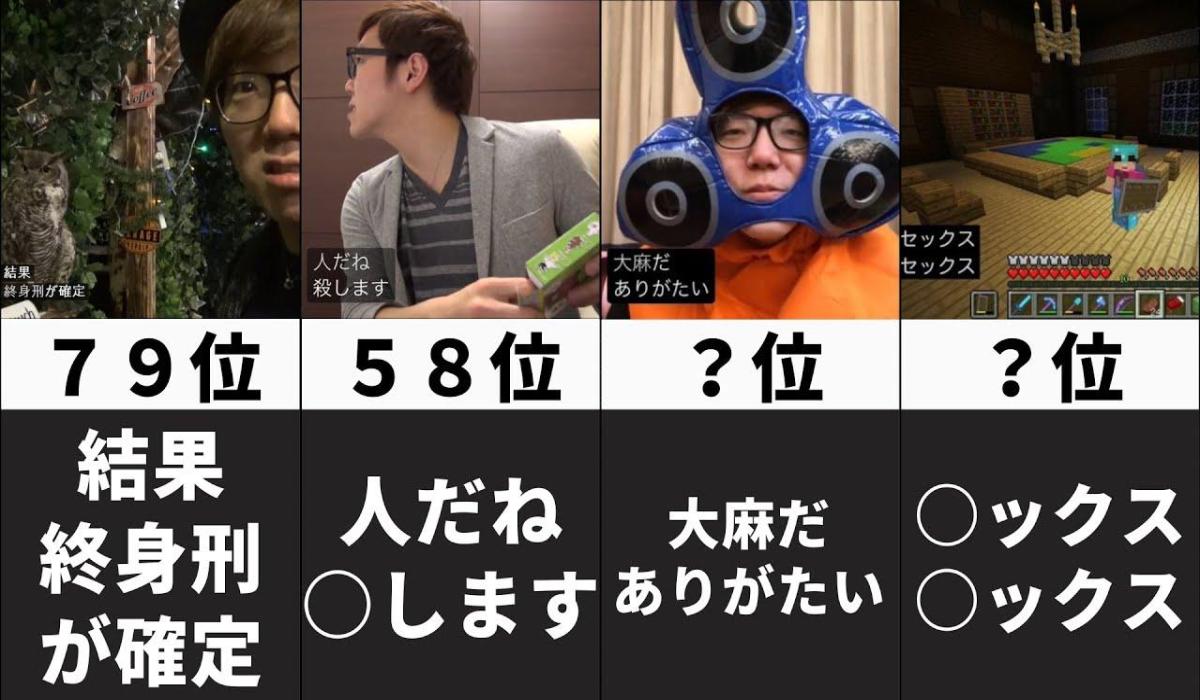 Coffee
結果
終身刑が確定
人だね
殺します
大麻だ
ありがたい
セックス
セックス
79位
58位
?位
?位
結果
終身刑
が確定
人だね
○します
大麻だ
ありがたい
○ックス
○ックス